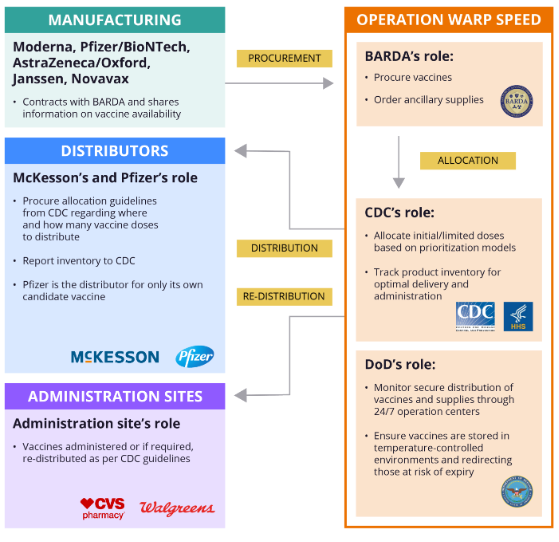 MANUFACTURING
Moderna, Pfizer/BioNTech,
AstraZeneca/Oxford,
Janssen, Novavax
• Contracts with BARDA and shares
information on vaccine availability
PROCUREMENT
OPERATION WARP SPEED
BARDA's role:
• Procure vaccines
• Order ancillary supplies
BARDA
ALLOCATION
DISTRIBUTORS
McKesson's and Pfizer's role
• Procure allocation guidelines
from CDC regarding where
and how many vaccine doses
to distribute
• Report inventory to CDC
• Pfizer is the distributor for only its own
candidate vaccine
MCKESSON
Pfizer
DISTRIBUTION
RE-DISTRIBUTION
CDC's role:
• Allocate initial/limited doses
based on prioritization models
• Track product inventory for
optimal delivery and
administration
CDC
HHS
ADMINISTRATION SITES
Administration site's role
• Vaccines administered or if required,
re-distributed as per CDC guidelines
CVS
pharmacy
Walgreens
DoD's role:
• Monitor secure distribution of
vaccines and supplies through
24/7 operation centers
• Ensure vaccines are stored in
temperature-controlled
environments and redirecting
those at risk of expiry